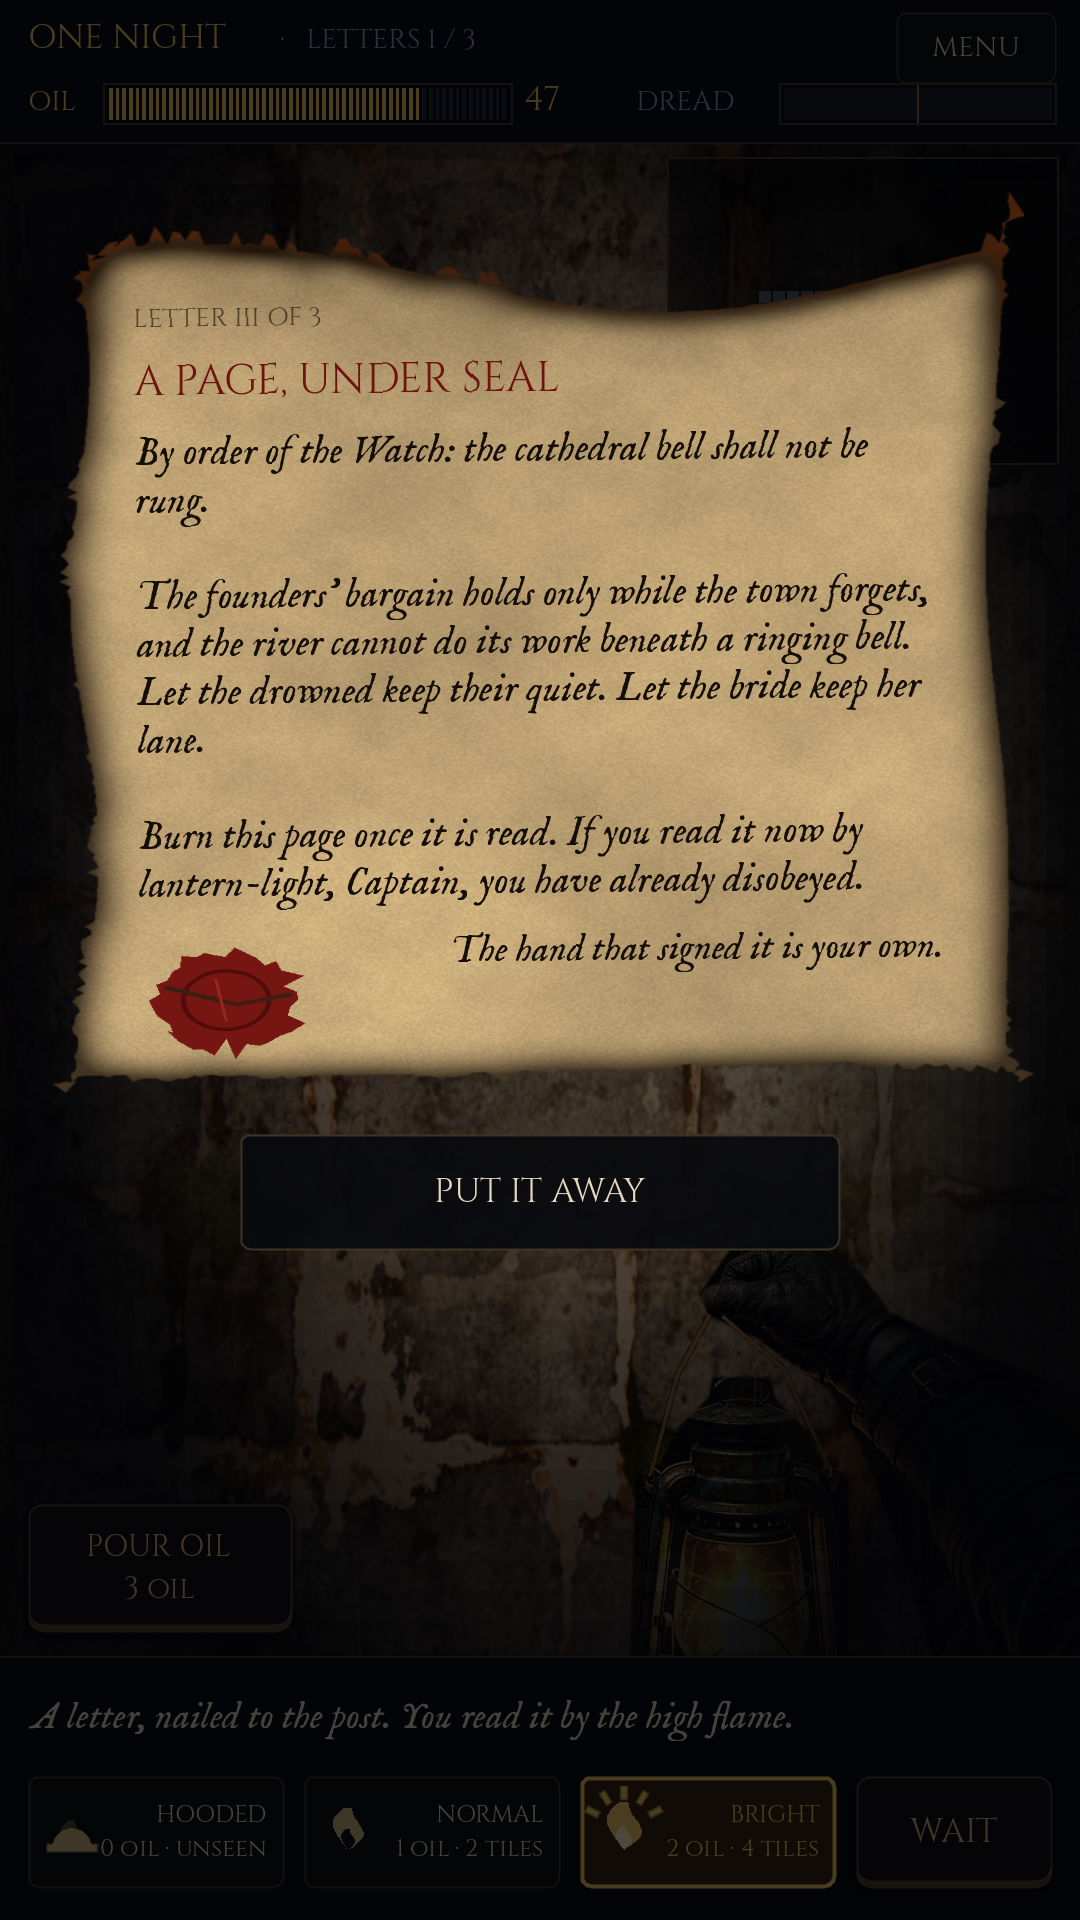 ONE NIGHT · LETTERS 1 / 3
MENU
OIL 47 DREAD
LETTER III OF 3
A PAGE, UNDER SEAL
By order of the Watch: the cathedral bell shall not be
rung.
The founders' bargain holds only while the town forgets,
and the river cannot do its work beneath a ringing bell.
Let the drowned keep their quiet. Let the bride keep her
lane.
Burn this page once it is read. If you read it now by
lantern-light, Captain, you have already disobeyed.
The hand that signed it is your own.
PUT IT AWAY
POUR OIL
3 OIL
A letter, nailed to the post. You read it by the high flame.
HOODED
0 OIL · UNSEEN
NORMAL
1 OIL · 2 TILES
BRIGHT
2 OIL · 4 TILES
WAIT